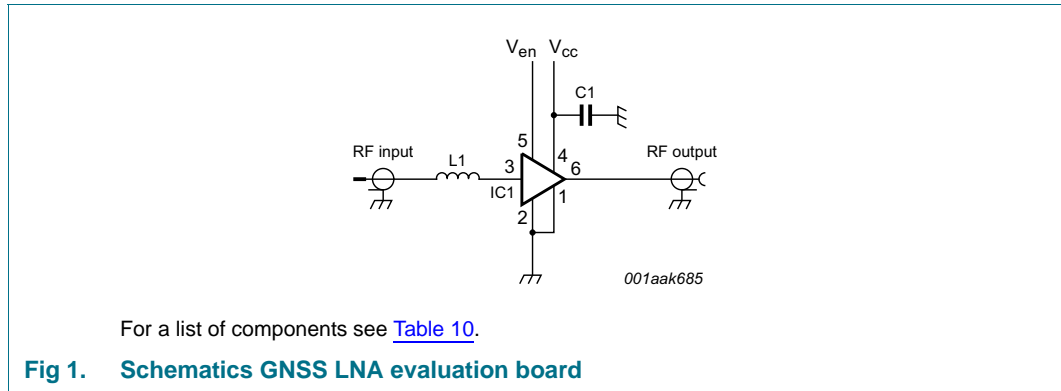 Ven Vcc
C1
5
4
RF input
L1
3
6
RF output
IC1
1
2
001aak685
For a list of components see Table 10.
Fig 1. Schematics GNSS LNA evaluation board